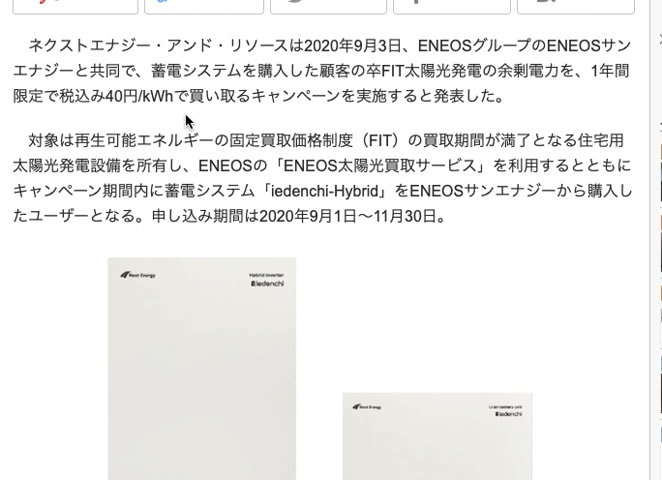 ネクストエナジー・アンド・リソースは2020年9月3日、ENEOSグループのENEOSサン
エナジーと共同で、蓄電システムを購入した顧客の卒FIT太陽光発電の余剰電力を、1年間
限定で税込み40円/kWhで買い取るキャンペーンを実施すると発表した。
対象は再生可能エネルギーの固定買取価格制度（FIT）の買取期間が満了となる住宅用
太陽光発電設備を所有し、ENEOSの「ENEOS太陽光買取サービス」を利用するとともに
キャンペーン期間内に蓄電システム「iedenchi-Hybrid」をENEOSサンエナジーから購入し
たユーザーとなる。申し込み期間は2020年9月1日〜11月30日。
Next Energy
Hybrid Inverter
iedenchi
Next Energy
iedenchi